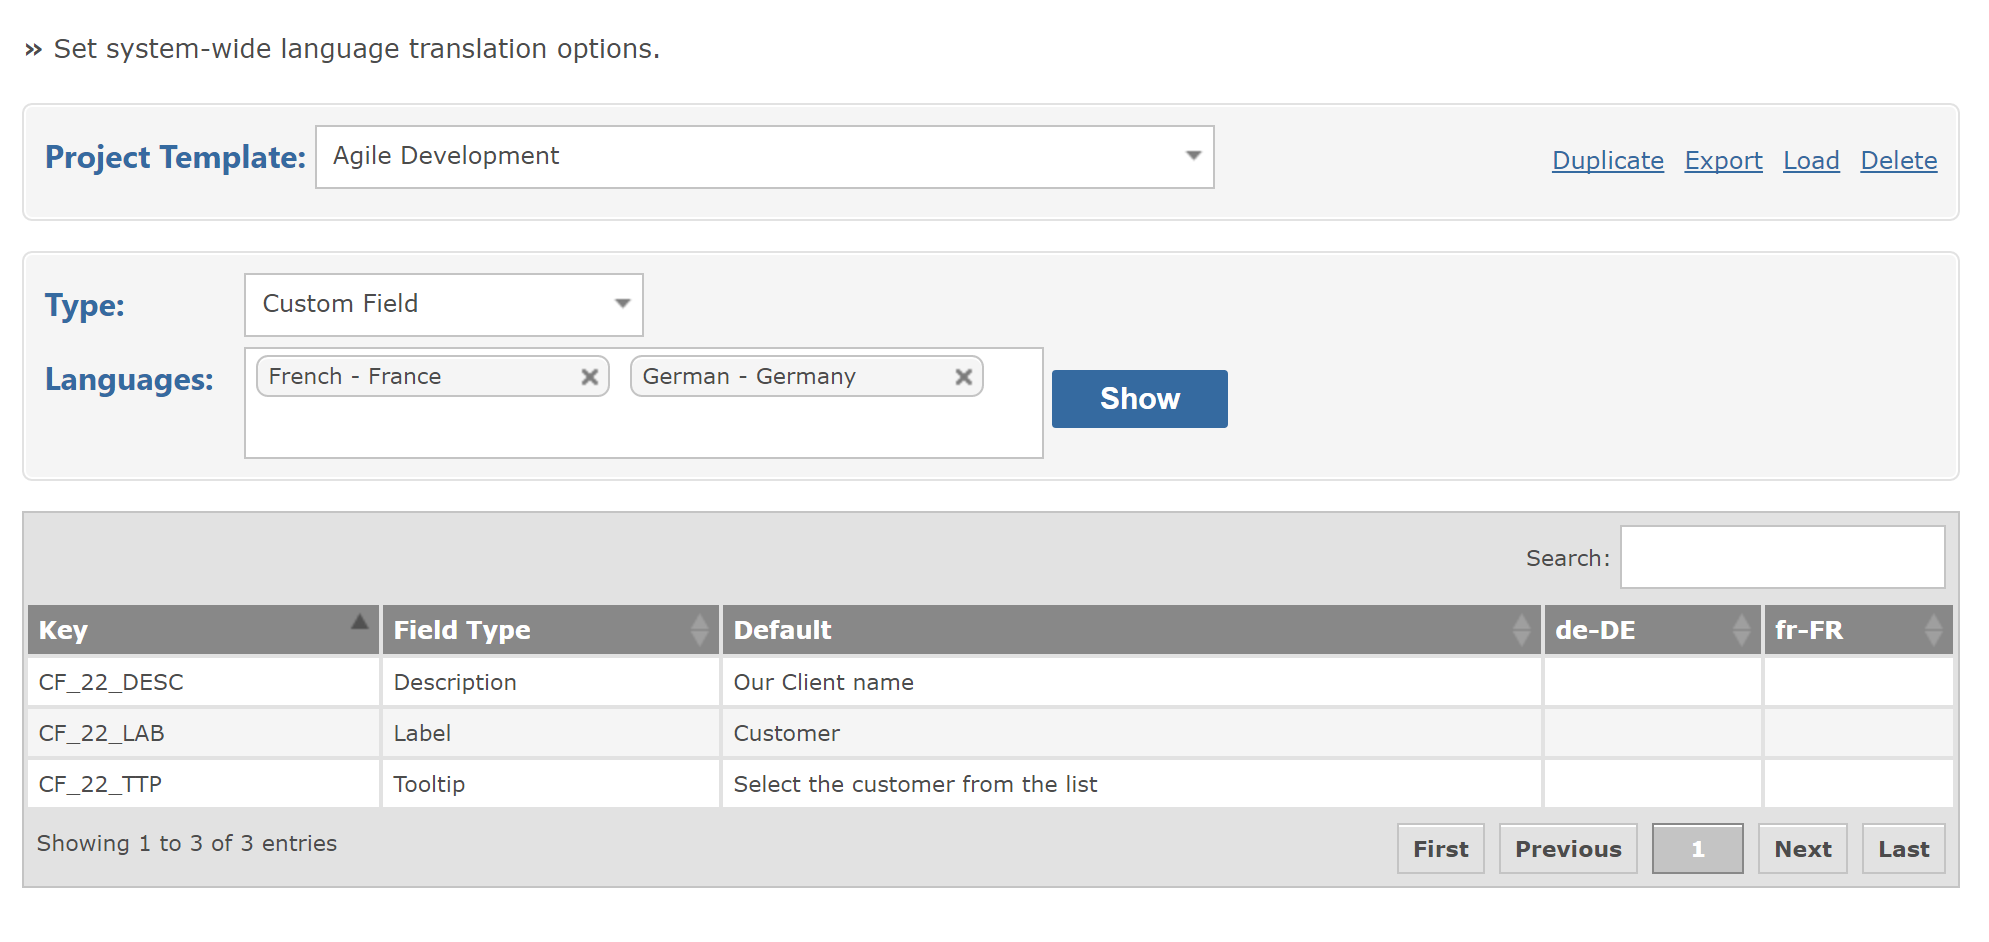 » Set system-wide language translation options.
Project Template: Agile Development Duplicate Export Load Delete
Type: Custom Field
Languages: French - France German - Germany Show
Search:
Key Field Type Default de-DE fr-FR
CF_22_DESC Description Our Client name
CF_22_LAB Label Customer
CF_22_TTP Tooltip Select the customer from the list
Showing 1 to 3 of 3 entries First Previous 1 Next Last